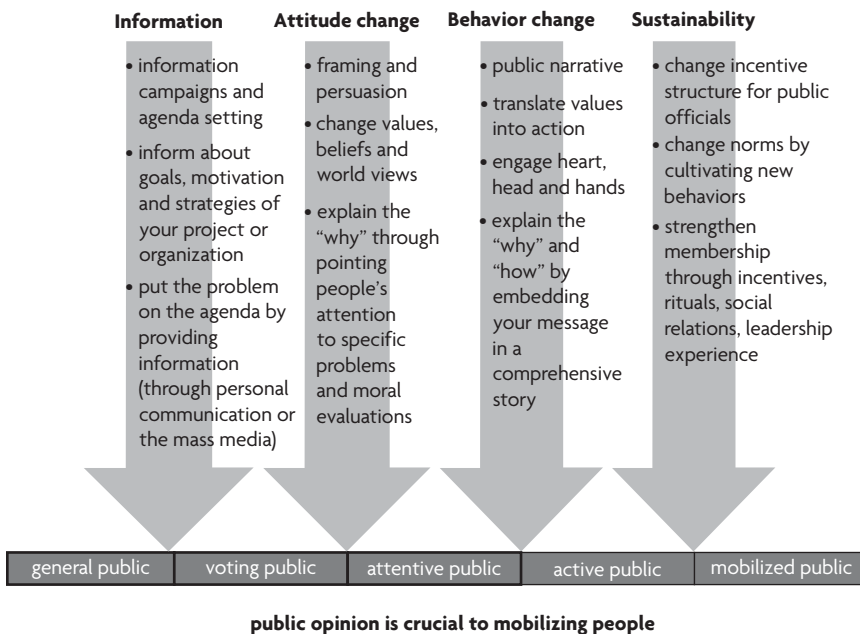 Information
• information
campaigns and
agenda setting
• inform about
goals, motivation
and strategies of
your project or
organization
• put the problem
on the agenda by
providing
information
(through personal
communication or
the mass media)
Attitude change
• framing and
persuasion
• change values,
beliefs and
world views
• explain the
“why” through
pointing
people’s
attention
to specific
problems
and moral
evaluations
Behavior change
• public narrative
• translate values
into action
• engage heart,
head and hands
• explain the
“why” and
“how” by
embedding
your message
in a
comprehensive
story
Sustainability
• change incentive
structure for public
officials
• change norms by
cultivating new
behaviors
• strengthen
membership
through incentives,
rituals, social
relations, leadership
experience
general public
voting public
attentive public
active public
mobilized public
public opinion is crucial to mobilizing people